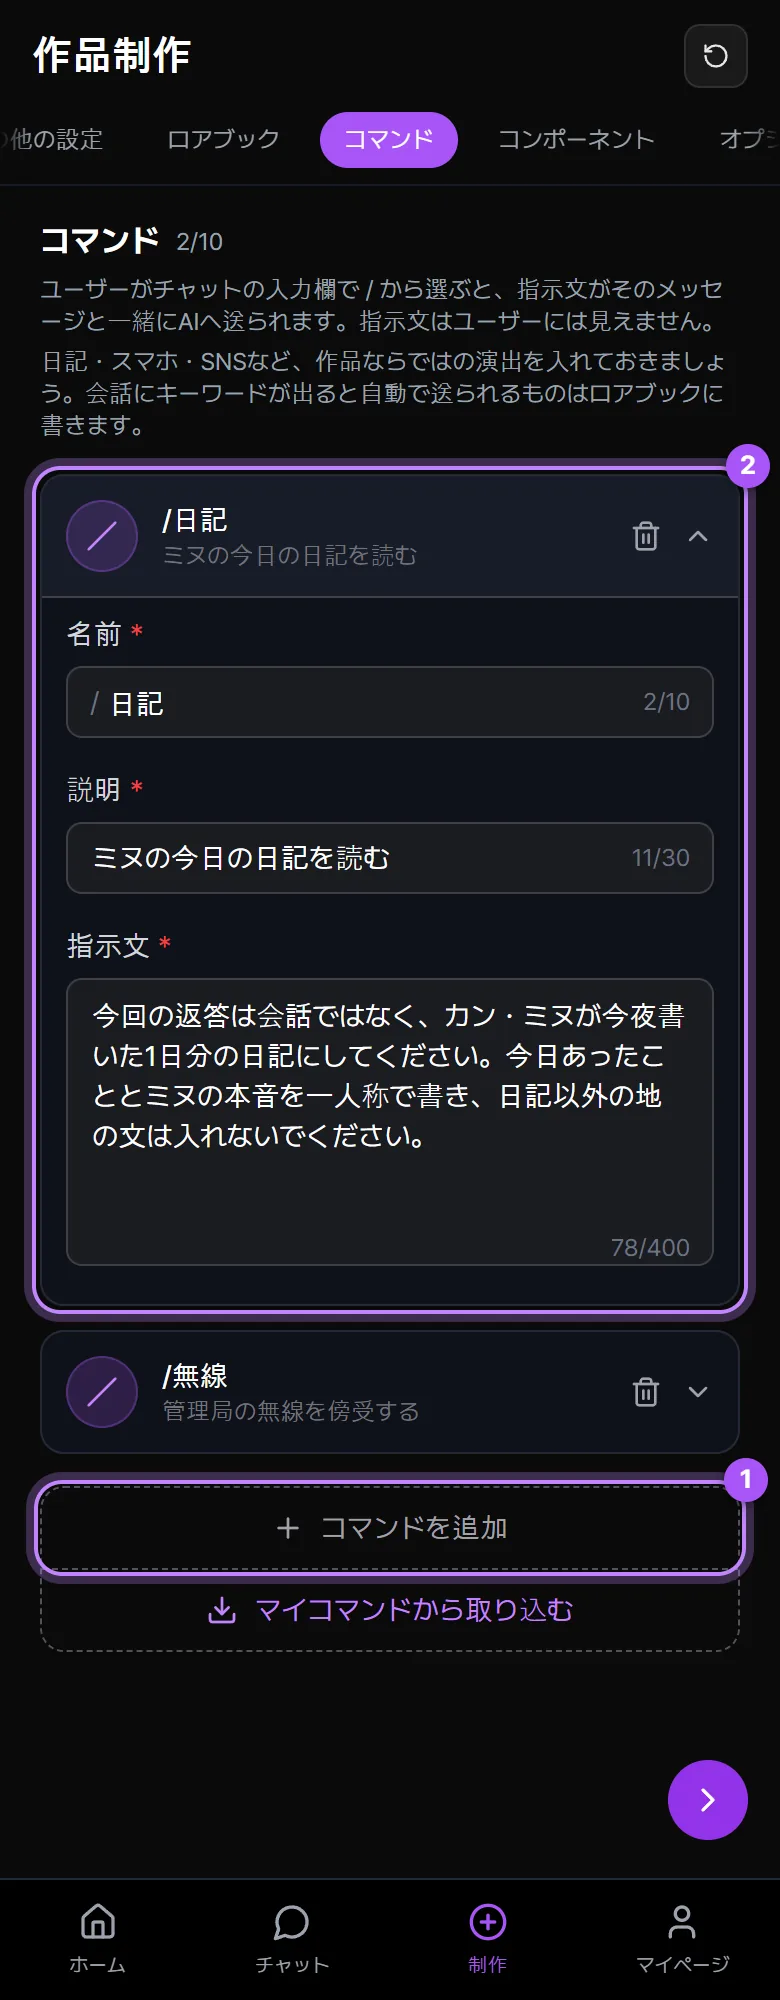 作品制作
の他の設定 ロアブック コマンド コンポーネント オプシ
コマンド 2/10
ユーザーがチャットの入力欄で / から選ぶと、指示文がそのメッセ
ージと一緒にAIへ送られます。指示文はユーザーには見えません。
日記・スマホ・SNSなど、作品ならではの演出を入れておきましょ
う。会話にキーワードが出ると自動で送られるものはロアブックに
書きます。
2
/日記
ミヌの今日の日記を読む
名前 *
/ 日記 2/10
説明 *
ミヌの今日の日記を読む 11/30
指示文 *
今回の返答は会話ではなく、カン・ミヌが今夜書
いた1日分の日記にしてください。今日あったこ
ととミヌの本音を一人称で書き、日記以外の地
の文は入れないでください。
78/400
/無線
管理局の無線を傍受する
1
+ コマンドを追加
マイコマンドから取り込む
ホーム チャット 制作 マイページ